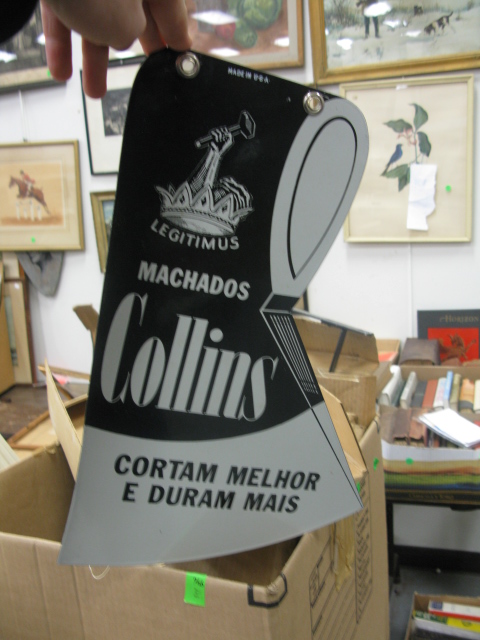 MADE IN U·S·A
LEGITIMUS
MACHADOS
Collins
CORTAM MELHOR
E DURAM MAIS